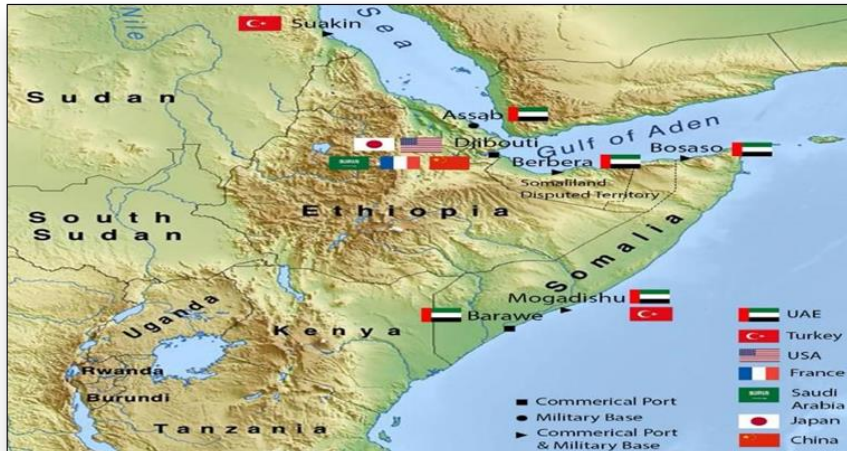 Suakin
Nile
Sea
Sudan
Assab
Djibouti
Gulf of Aden
Berbera
Bosaso
Somaliland
Disputed Territory
Ethiopia
South
Sudan
Somalia
Mogadishu
Barawe
Uganda
Kenya
Rwanda
Burundi
Tanzania
UAE
Turkey
USA
France
Saudi
Arabia
Japan
China
Commerical Port
Military Base
Commerical Port
& Military Base